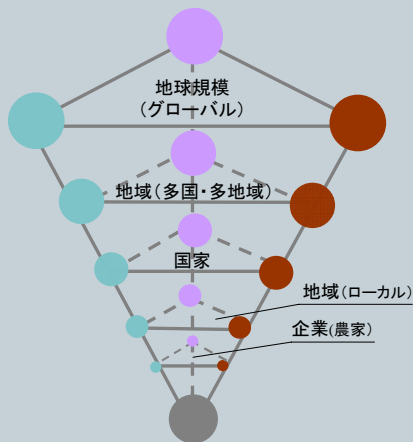 地球規模
(グローバル)
地域(多国・多地域)
国家
地域(ローカル)
企業(農家)